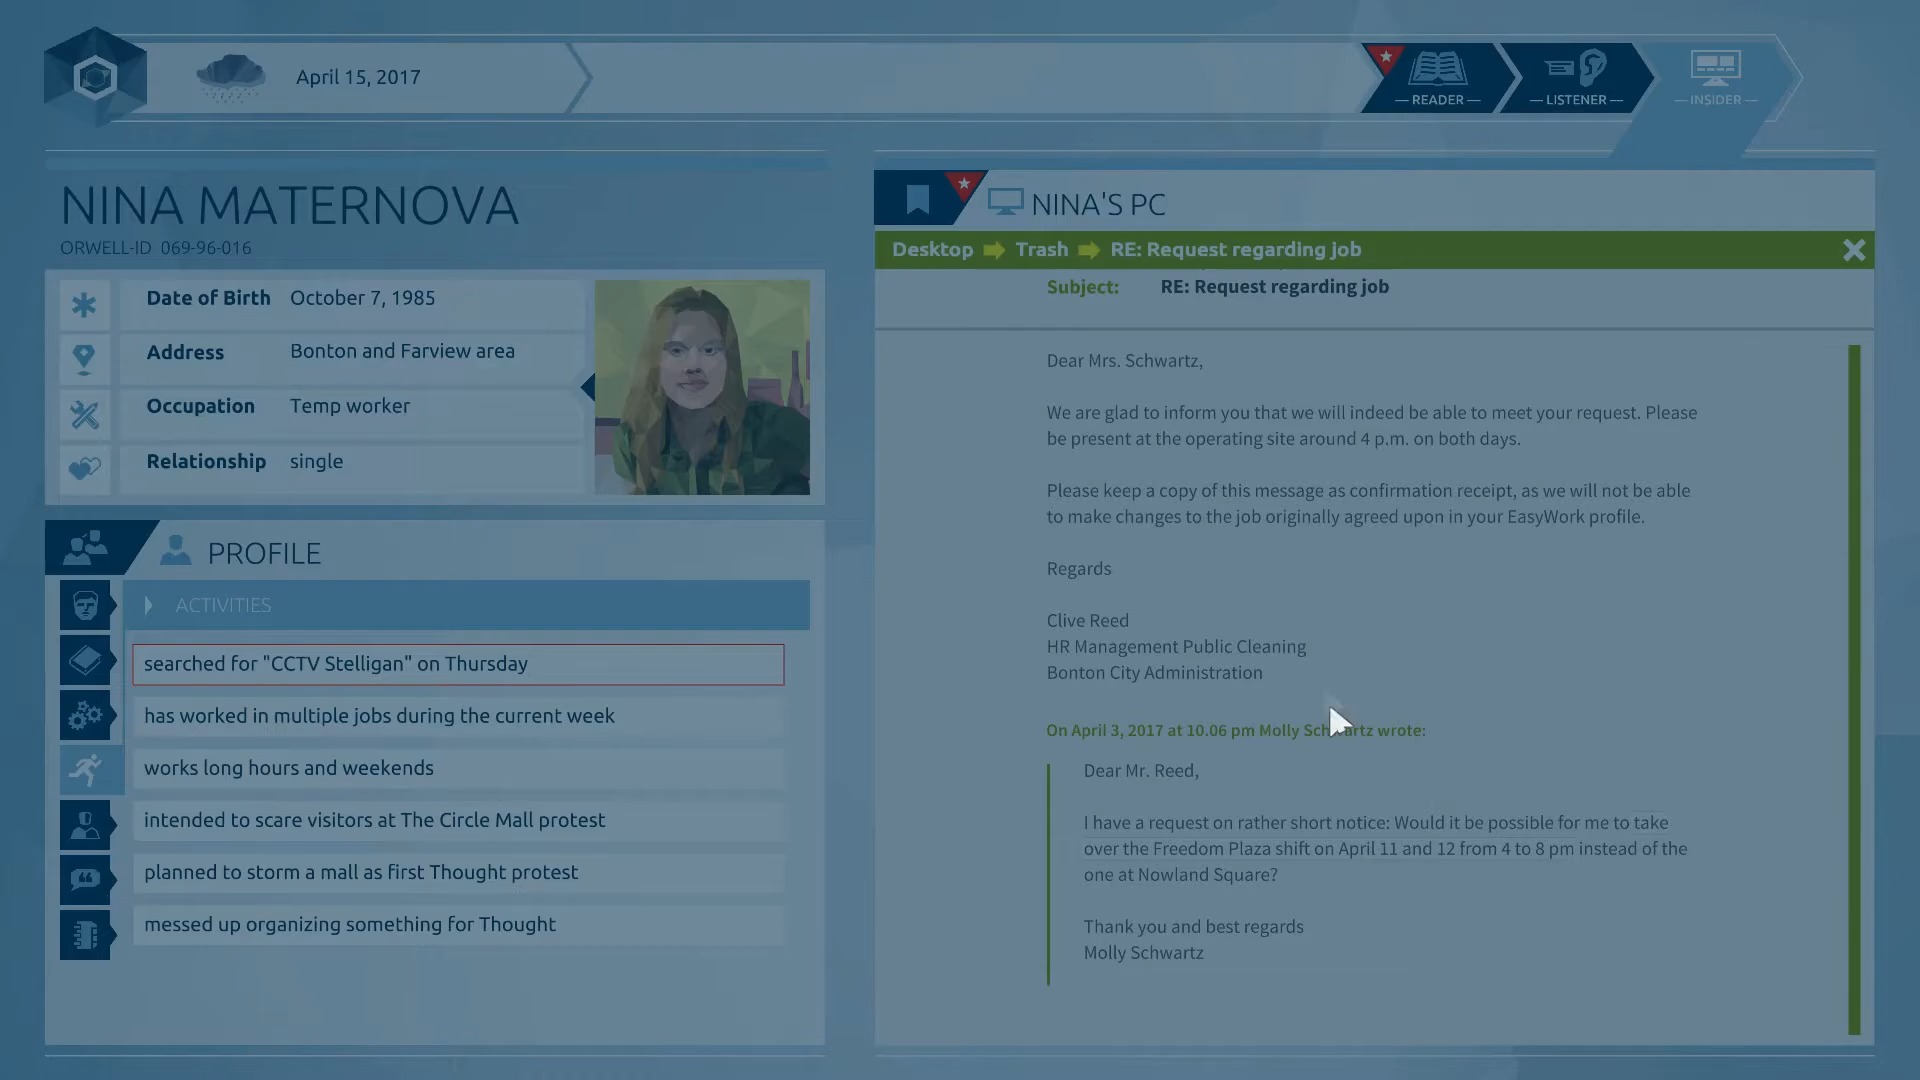 April 15, 2017
READER
LISTENER
INSIDER
NINA MATERNOVA
ORWELL-ID 069-96-016
Date of Birth October 7, 1985
Address Bonton and Farview area
Occupation Temp worker
Relationship single
PROFILE
ACTIVITIES
searched for "CCTV Stelligan" on Thursday
has worked in multiple jobs during the current week
works long hours and weekends
intended to scare visitors at The Circle Mall protest
planned to storm a mall as first Thought protest
messed up organizing something for Thought
NINA'S PC
Desktop Trash RE: Request regarding job
Subject: RE: Request regarding job
Dear Mrs. Schwartz,
We are glad to inform you that we will indeed be able to meet your request. Please
be present at the operating site around 4 p.m. on both days.
Please keep a copy of this message as confirmation receipt, as we will not be able
to make changes to the job originally agreed upon in your EasyWork profile.
Regards
Clive Reed
HR Management Public Cleaning
Bonton City Administration
On April 3, 2017 at 10.06 pm Molly Schwartz wrote:
Dear Mr. Reed,
I have a request on rather short notice: Would it be possible for me to take
over the Freedom Plaza shift on April 11 and 12 from 4 to 8 pm instead of the
one at Nowland Square?
Thank you and best regards
Molly Schwartz